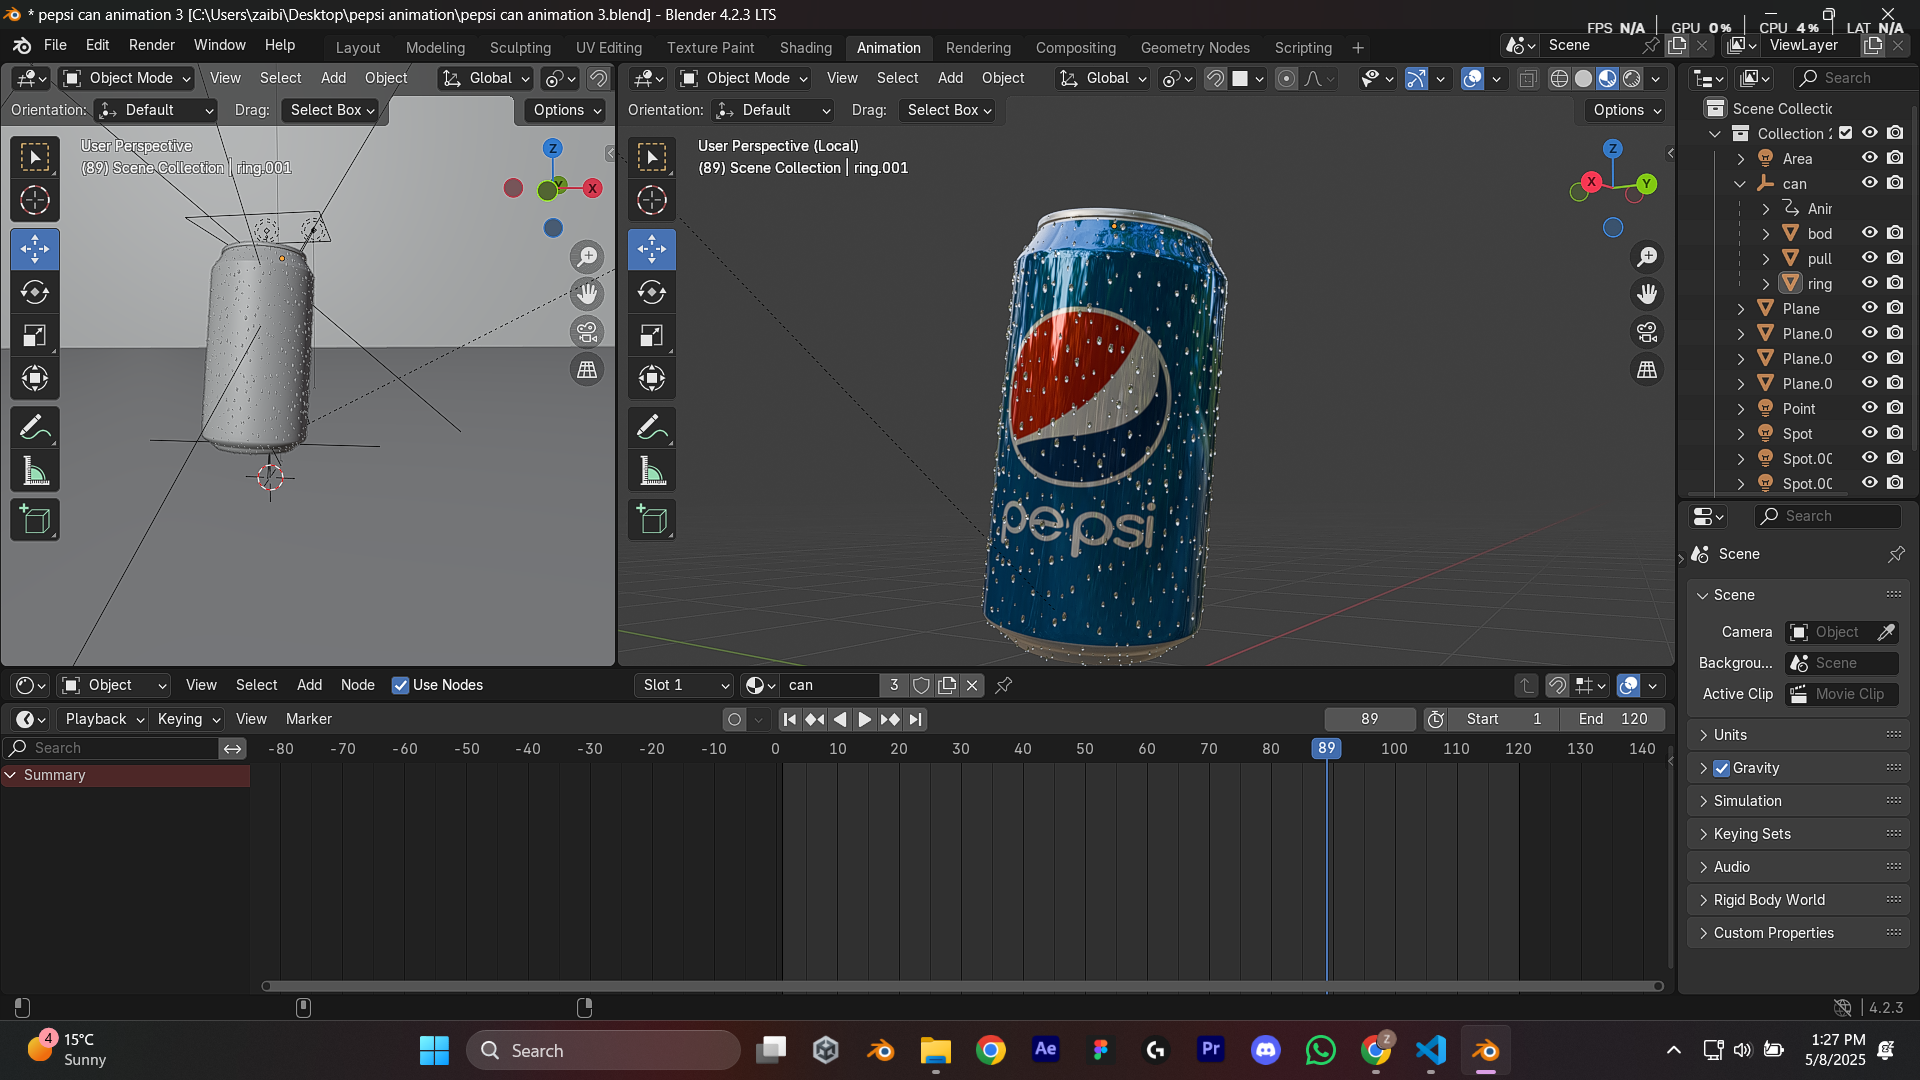 * pepsi can animation 3 [C:\Users\zaibi\Desktop\pepsi animation\pepsi can animation 3.blend] - Blender 4.2.3 LTS
FPS N/A GPU 0% CPU 4% LAT N/A
File Edit Render Window Help Layout Modeling Sculpting UV Editing Texture Paint Shading Animation Rendering Compositing Geometry Nodes Scripting + Scene ViewLayer
Object Mode View Select Add Object Global
Orientation: Default Drag: Select Box Options
User Perspective
(89) Scene Collection | ring.001
Z
Y
X
Object Mode View Select Add Object Global
Orientation: Default Drag: Select Box Options
User Perspective (Local)
(89) Scene Collection | ring.001
Z
X
Y
pepsi
Search
Scene Collectic
Collection 2
Area
can
Anir
bod
pull
ring
Plane
Plane.0
Plane.0
Plane.0
Point
Spot
Spot.00
Spot.00
Search
Scene
Scene
Camera Object
Backgrou... Scene
Active Clip Movie Clip
Units
Gravity
Simulation
Keying Sets
Audio
Rigid Body World
Custom Properties
Object View Select Add Node Use Nodes Slot 1 can 3
Playback Keying View Marker 89 Start 1 End 120
Search -80 -70 -60 -50 -40 -30 -20 -10 0 10 20 30 40 50 60 70 80 89 100 110 120 130 140
Summary
4.2.3
4
15°C
Sunny
Search
Ae
Pr
Z
1:27 PM
5/8/2025